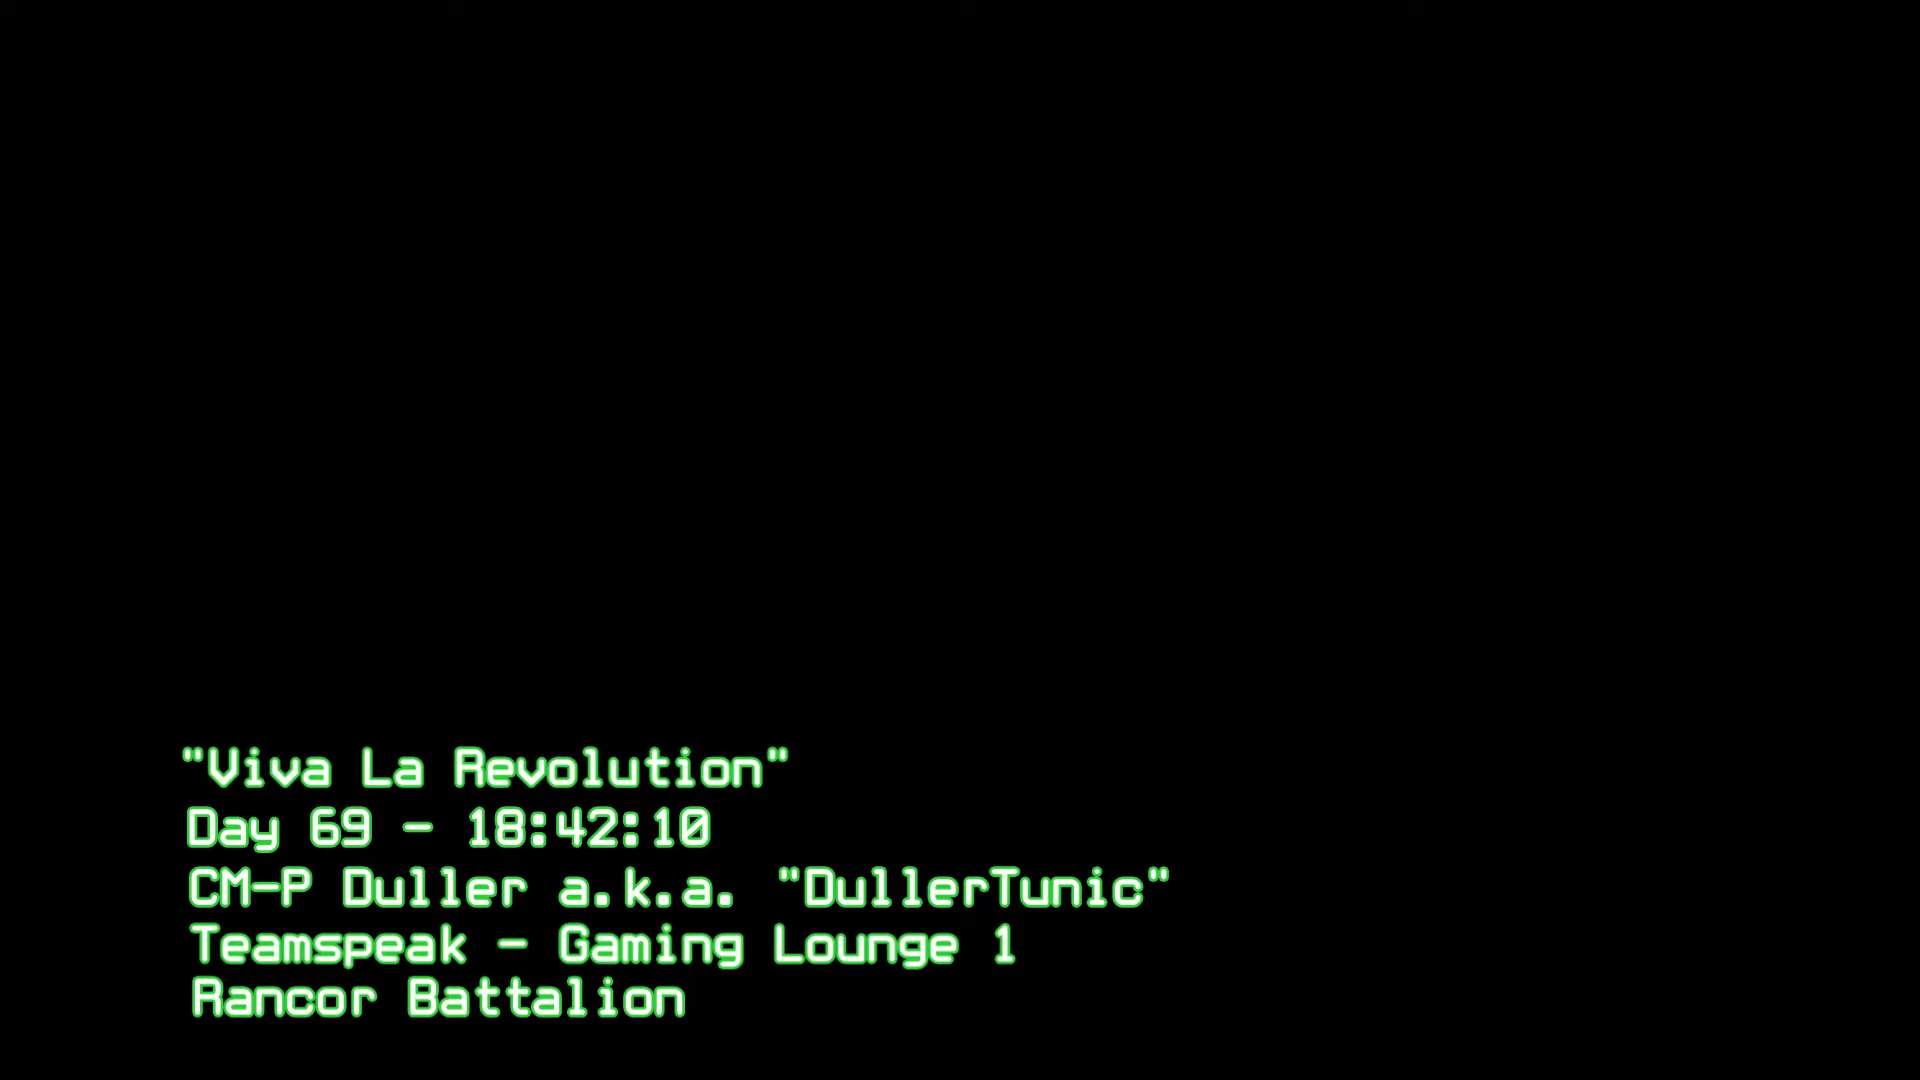 "Viva La Revolution"
Day 69 - 18:42:10
CM-P Duller a.k.a. "DullerTunic"
Teamspeak - Gaming Lounge 1
Rancor Battalion